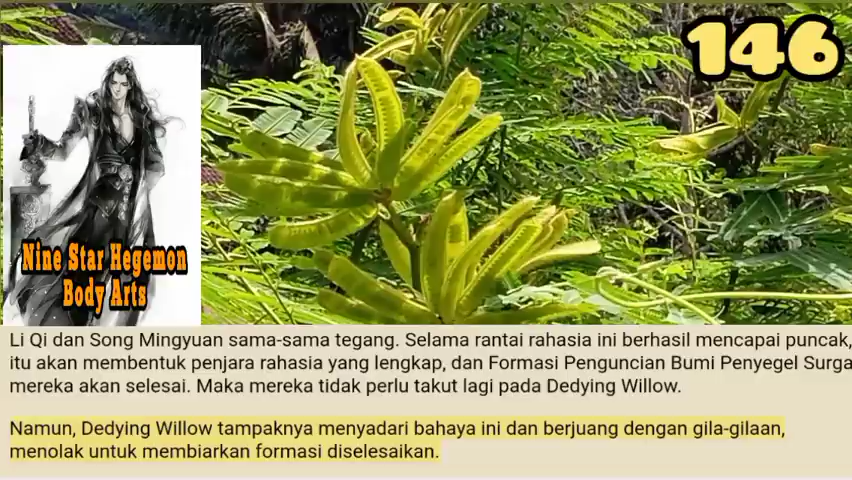 146
Nine Star Hegemon
Body Arts
Li Qi dan Song Mingyuan sama-sama tegang. Selama rantai rahasia ini berhasil mencapai puncak,
itu akan membentuk penjara rahasia yang lengkap, dan Formasi Penguncian Bumi Penyegel Surga
mereka akan selesai. Maka mereka tidak perlu takut lagi pada Dedying Willow.
Namun, Dedying Willow tampaknya menyadari bahaya ini dan berjuang dengan gila-gilaan,
menolak untuk membiarkan formasi diselesaikan.